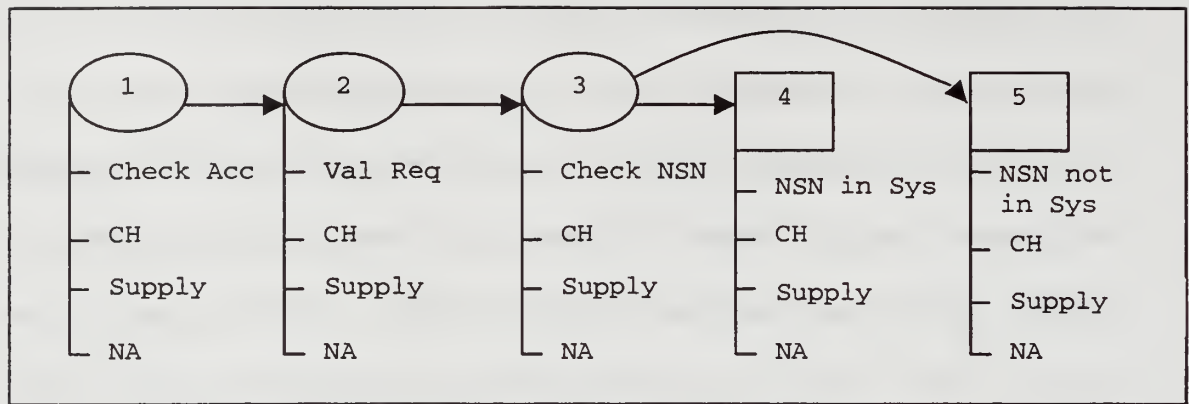 1
2
3
4
5
Check Acc
CH
Supply
NA
Val Req
CH
Supply
NA
Check NSN
CH
Supply
NA
NSN in Sys
CH
Supply
NA
NSN not
in Sys
CH
Supply
NA